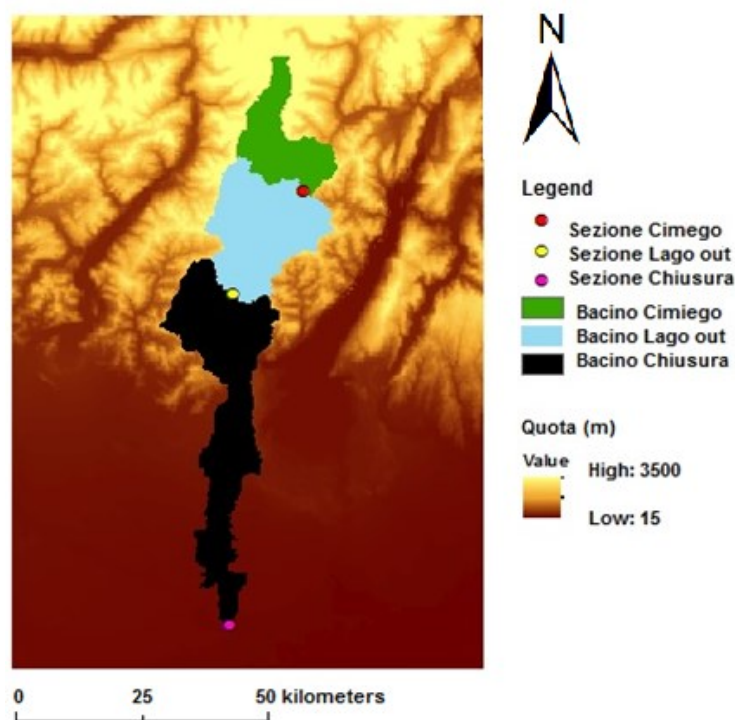 N
Legend
Sezione Cimego
Sezione Lago out
Sezione Chiusura
Bacino Cimiego
Bacino Lago out
Bacino Chiusura
Quota (m)
Value
High: 3500
Low: 15
0 25 50 kilometers